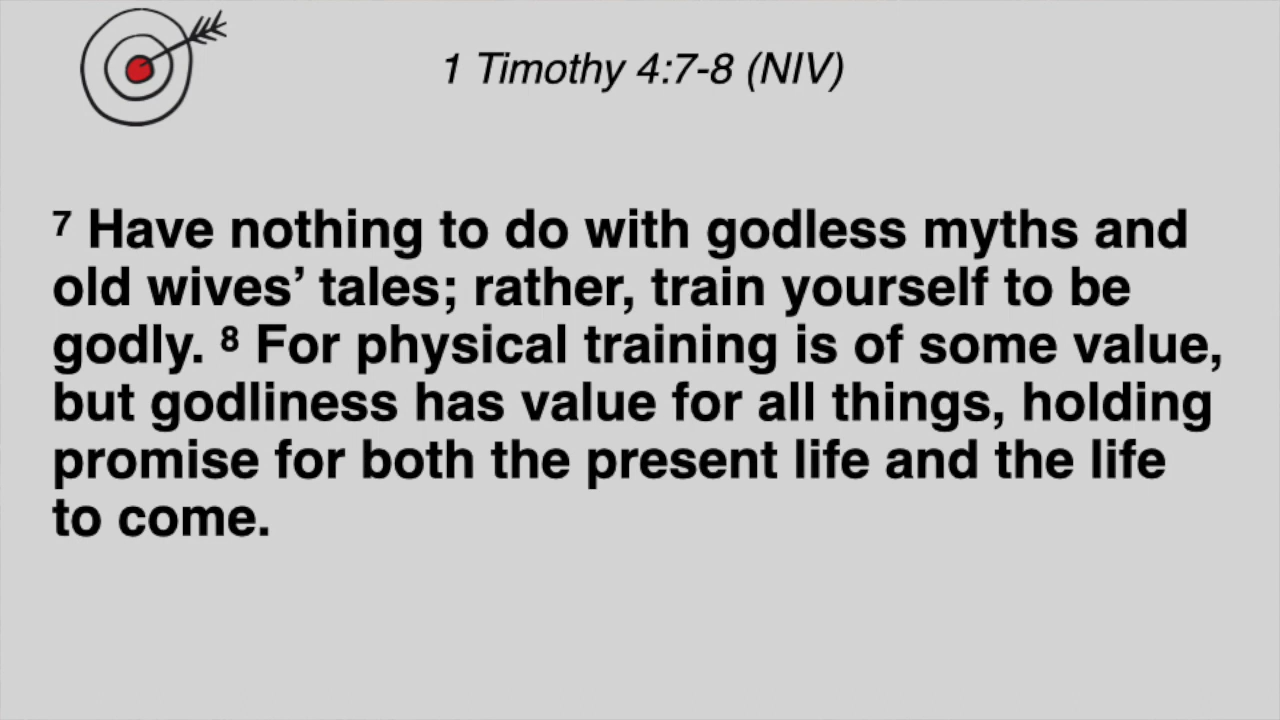 1 Timothy 4:7-8 (NIV)
⁷ Have nothing to do with godless myths and
old wives’ tales; rather, train yourself to be
godly. ⁸ For physical training is of some value,
but godliness has value for all things, holding
promise for both the present life and the life
to come.